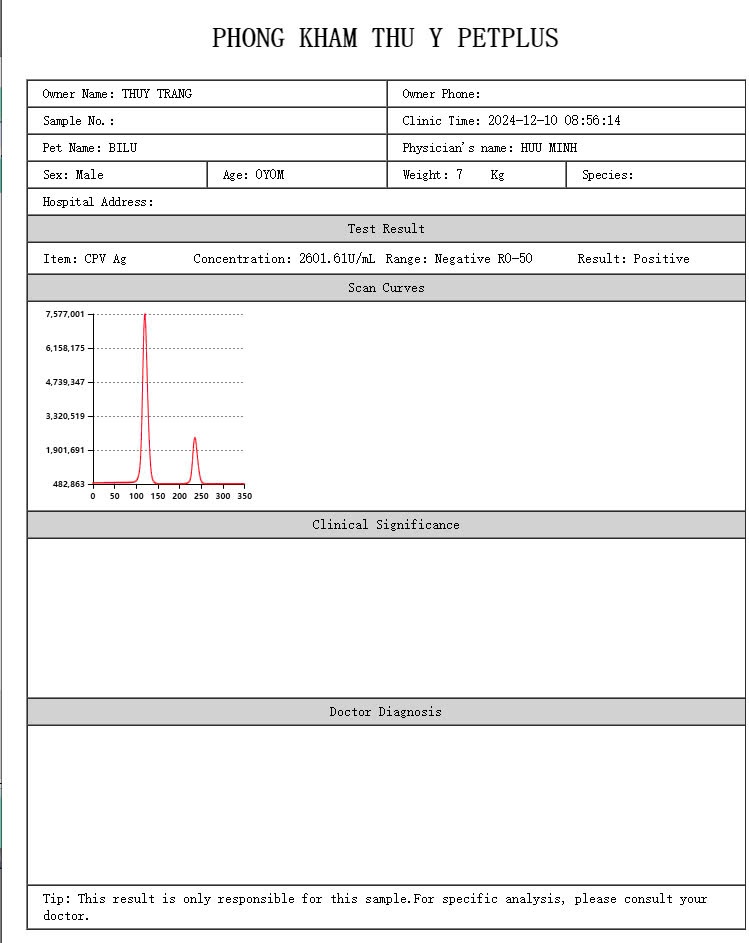 PHONG KHAM THU Y PETPLUS
Owner Name: THUY TRANG Owner Phone:
Sample No.: Clinic Time: 2024-12-10 08:56:14
Pet Name: BILU Physician's name: HUU MINH
Sex: Male Age: 0Y0M Weight: 7 Kg Species:
Hospital Address:
Test Result
Item: CPV Ag Concentration: 2601.61U/mL Range: Negative R0-50 Result: Positive
Scan Curves
7,577,001
6,158,175
4,739,347
3,320,519
1,901,691
482,863
0 50 100 150 200 250 300 350
Clinical Significance
Doctor Diagnosis
Tip: This result is only responsible for this sample.For specific analysis, please consult your
doctor.